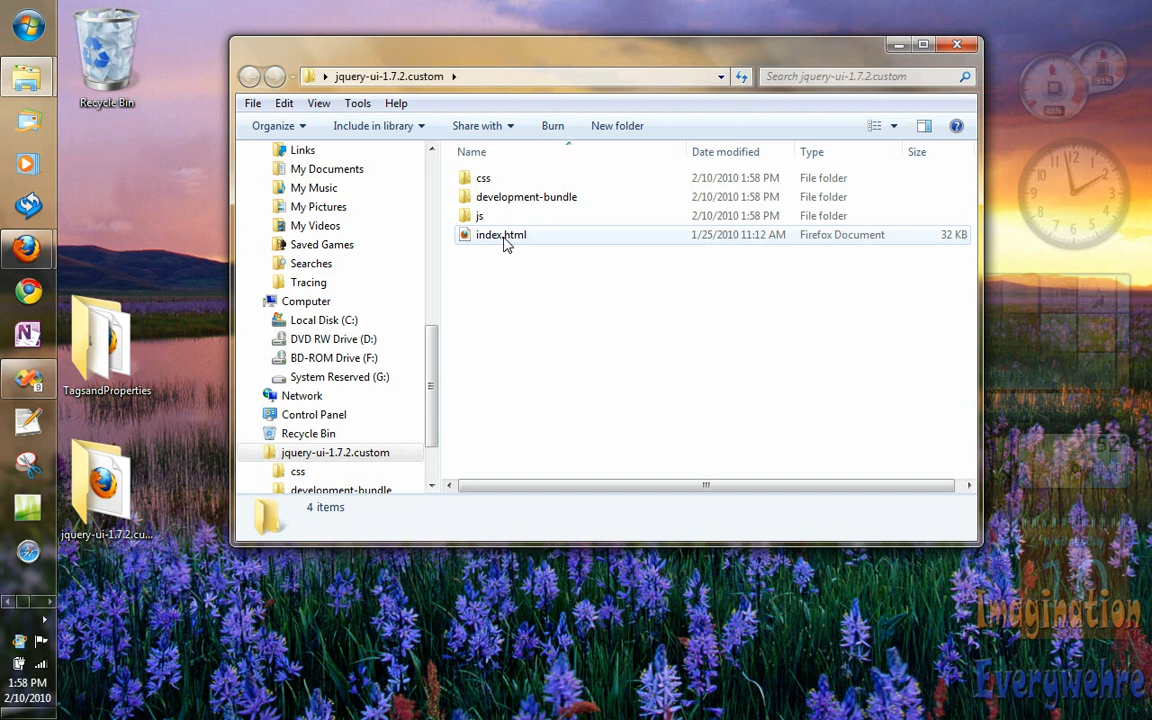 Recycle Bin
jquery-ui-1.7.2.custom
Search jquery-ui-1.7.2.custom
File Edit View Tools Help
Organize Include in library Share with Burn New folder
Name Date modified Type Size
css 2/10/2010 1:58 PM File folder
development-bundle 2/10/2010 1:58 PM File folder
js 2/10/2010 1:58 PM File folder
index.html 1/25/2010 11:12 AM Firefox Document 32 KB
Links
My Documents
My Music
My Pictures
My Videos
Saved Games
Searches
Tracing
Computer
Local Disk (C:)
DVD RW Drive (D:)
BD-ROM Drive (F:)
System Reserved (G:)
Network
Control Panel
Recycle Bin
jquery-ui-1.7.2.custom
css
development-bundle
4 items
TagsandProperties
jquery-ui-1.7.2.cu...
52°
Wednesday
10
Imagination
Everywehre
1:58 PM
2/10/2010